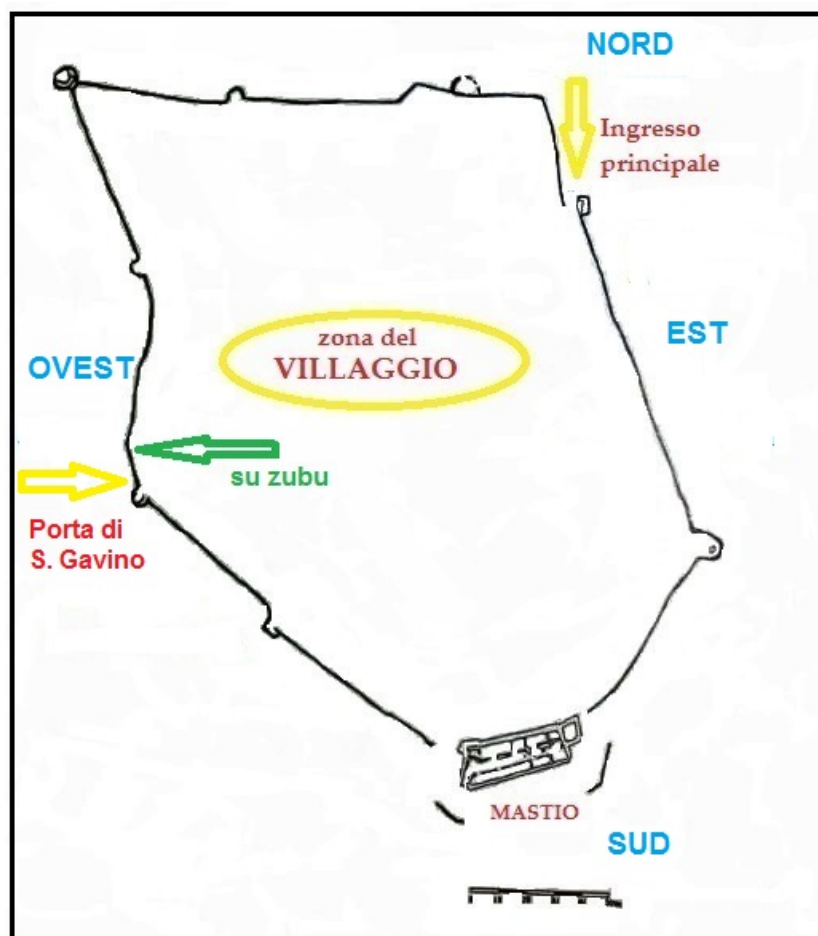 NORD
Ingresso
principale
zona del
VILLAGGIO
EST
OVEST
su zubu
Porta di
S. Gavino
MASTIO
SUD